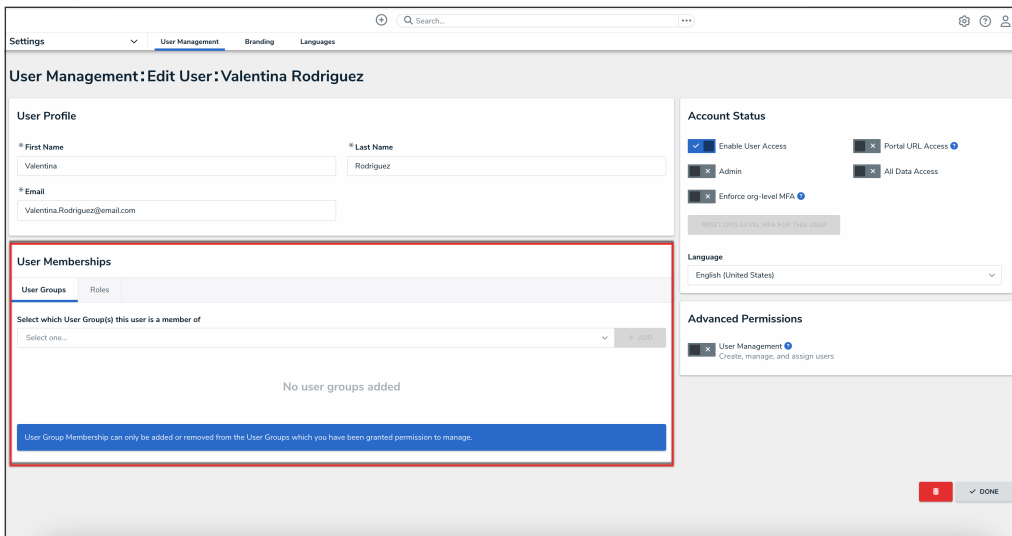 Search...
Settings
User Management
Branding
Languages
User Management:Edit User:Valentina Rodriguez
User Profile
* First Name
* Last Name
Valentina
Rodriguez
* Email
Valentina.Rodriguez@email.com
User Memberships
User Groups
Roles
Select which User Group(s) this user is a member of
Select one...
+ ADD
No user groups added
User Group Membership can only be added or removed from the User Groups which you have been granted permission to manage.
Account Status
Enable User Access
Portal URL Access
Admin
All Data Access
Enforce org-level MFA
RESET ORG-LEVEL MFA FOR THIS USER
Language
English (United States)
Advanced Permissions
User Management
Create, manage, and assign users
DONE